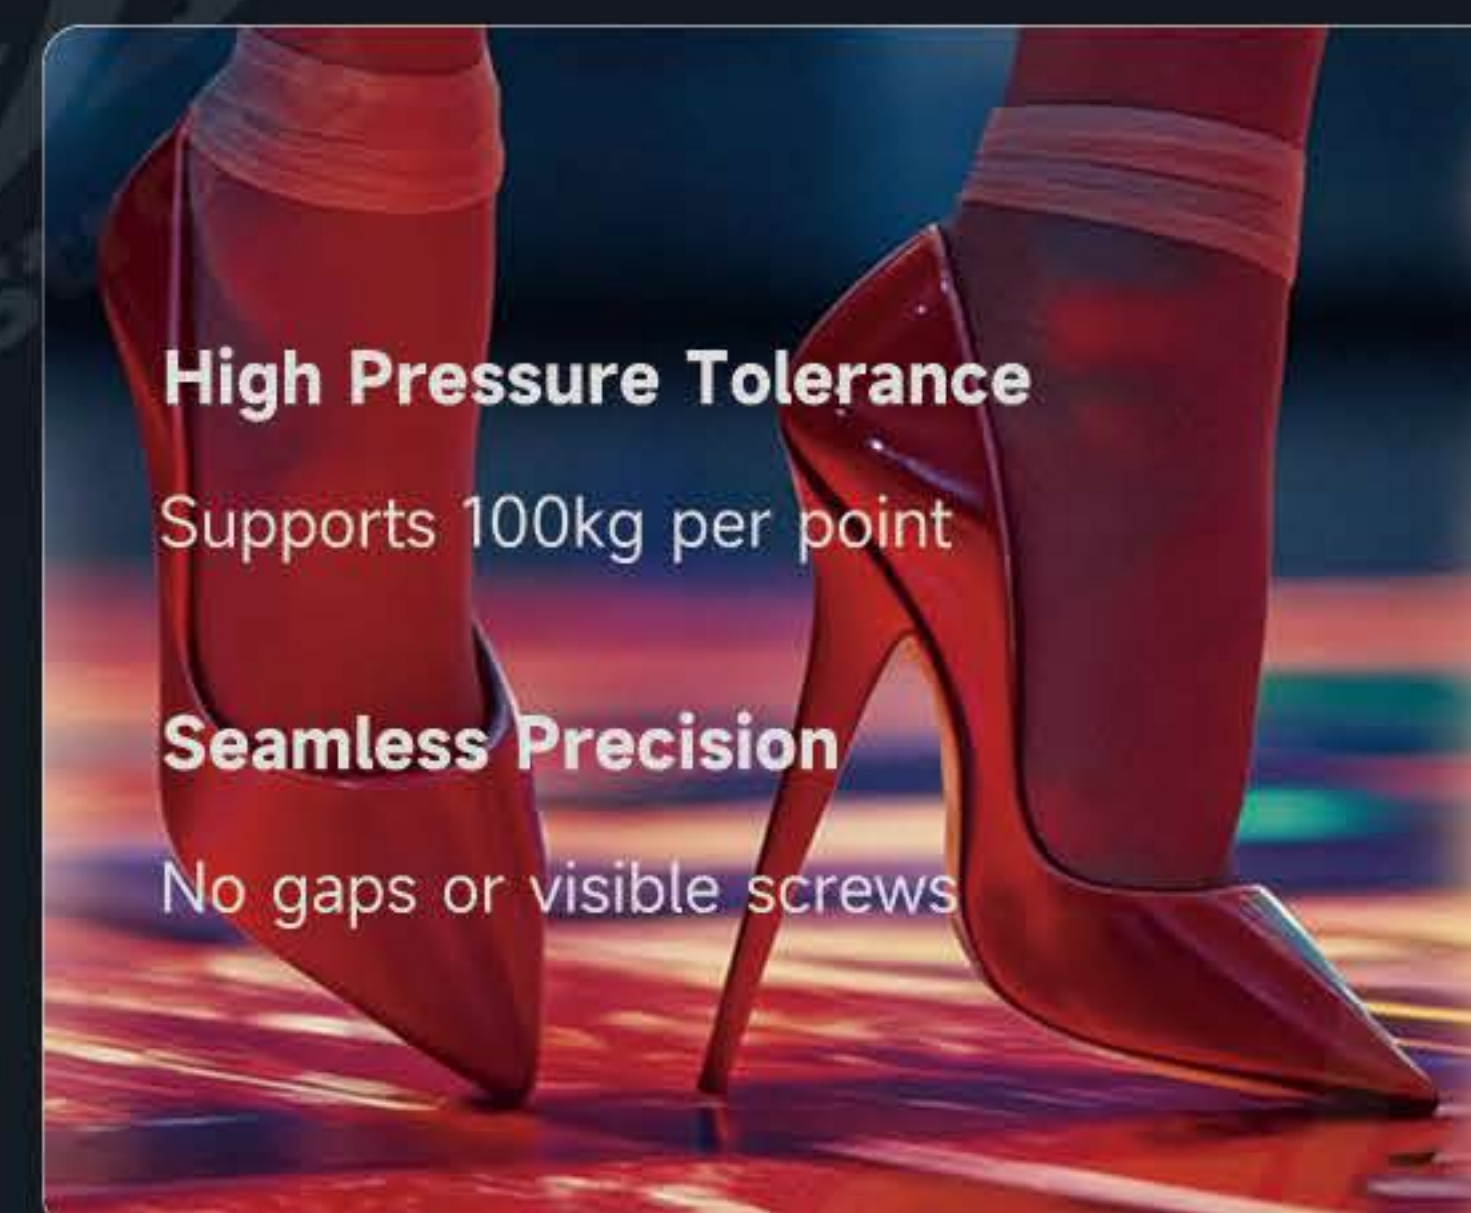 High Pressure Tolerance
Supports 100kg per point
Seamless Precision
No gaps or visible screws